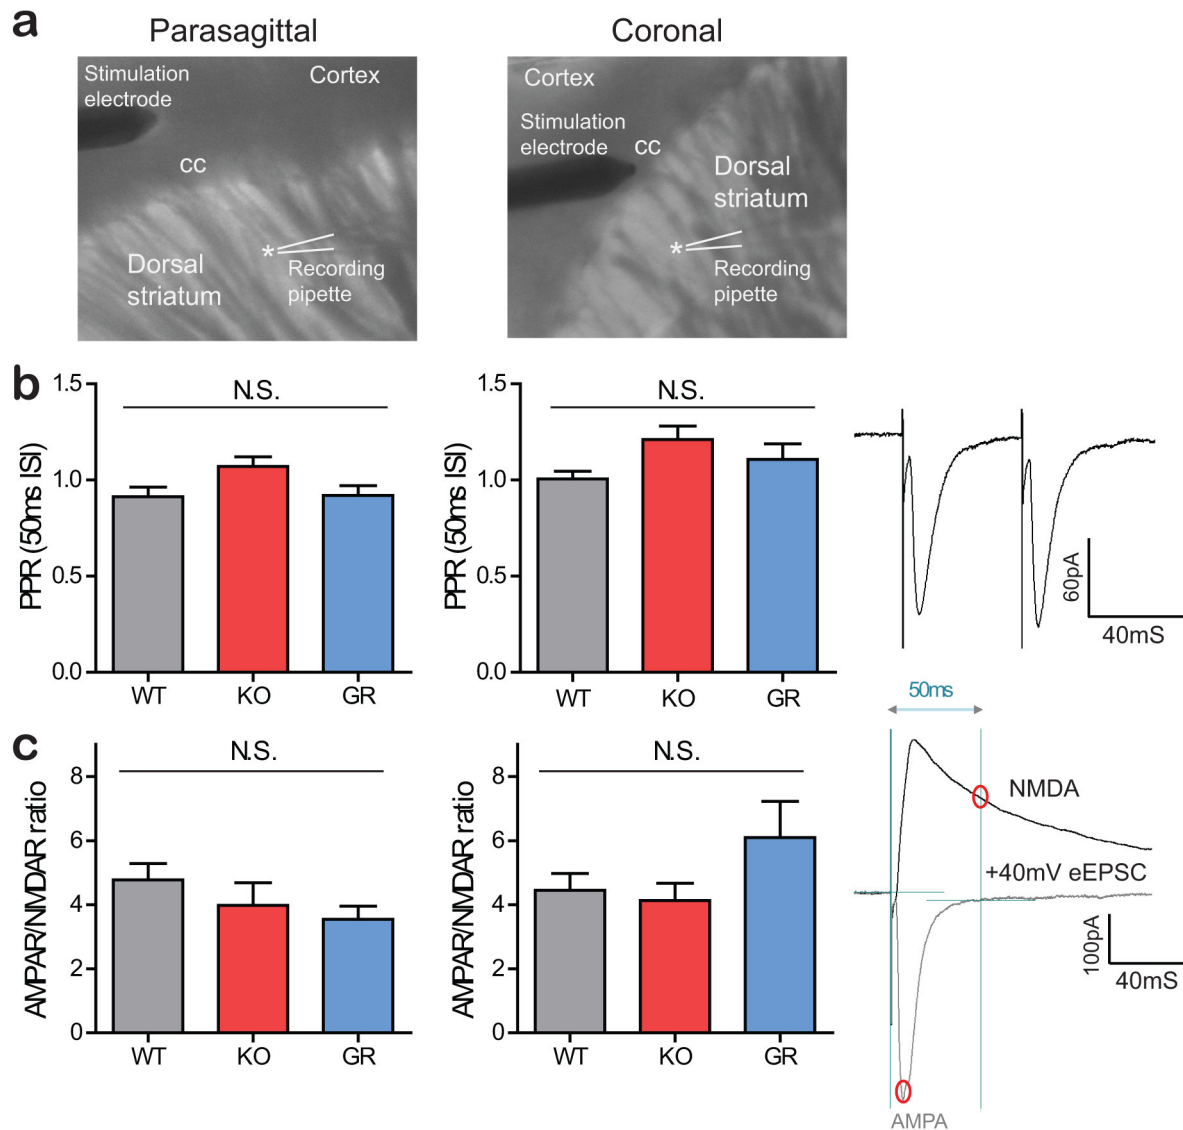 a
Parasagittal
Coronal
Stimulation
electrode
Cortex
cc
*
Dorsal
striatum
Recording
pipette
Cortex
Stimulation
electrode
cc
Dorsal
striatum
*
Recording
pipette
b
PPR (50ms ISI)
1.5
1.0
0.5
0.0
N.S.
WT
KO
GR
PPR (50ms ISI)
1.5
1.0
0.5
0.0
N.S.
WT
KO
GR
60pA
40mS
c
AMPAR/NMDAR ratio
8
6
4
2
0
N.S.
WT
KO
GR
AMPAR/NMDAR ratio
8
6
4
2
0
N.S.
WT
KO
GR
50ms
NMDA
+40mV eEPSC
100pA
40mS
AMPA